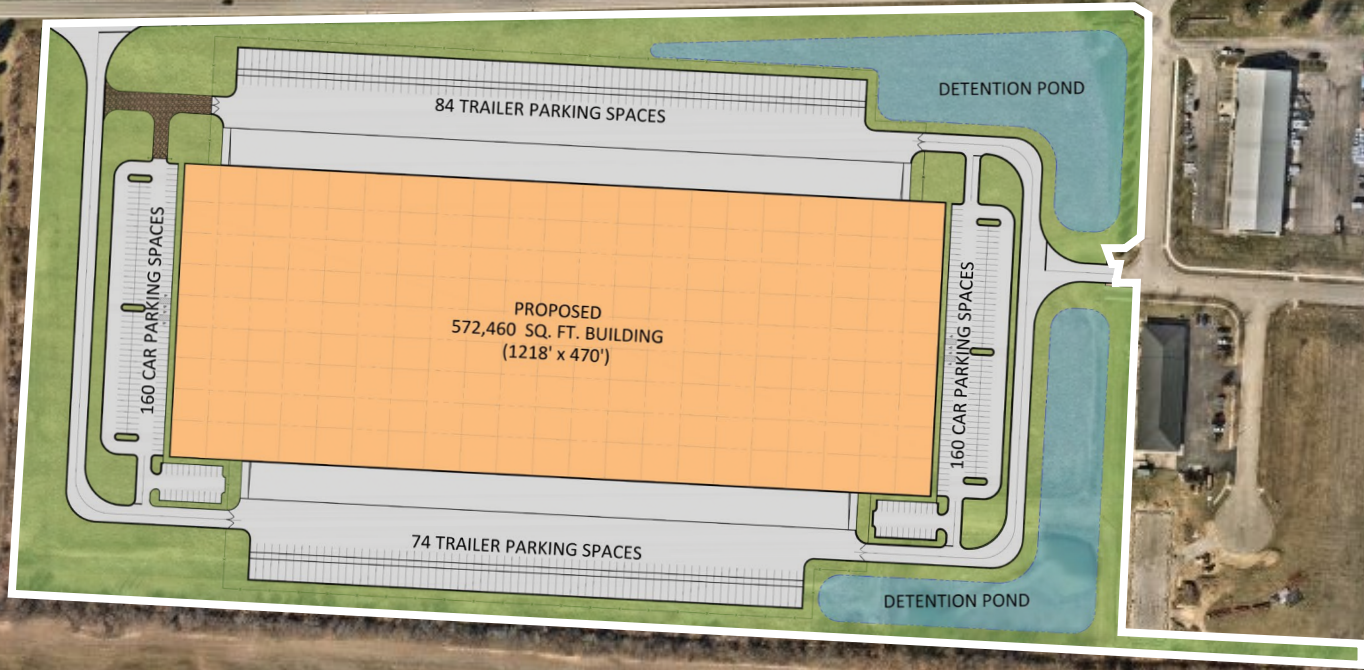 DETENTION POND
84 TRAILER PARKING SPACES
160 CAR PARKING SPACES
PROPOSED
572,460 SQ. FT. BUILDING
(1218' x 470')
160 CAR PARKING SPACES
74 TRAILER PARKING SPACES
DETENTION POND